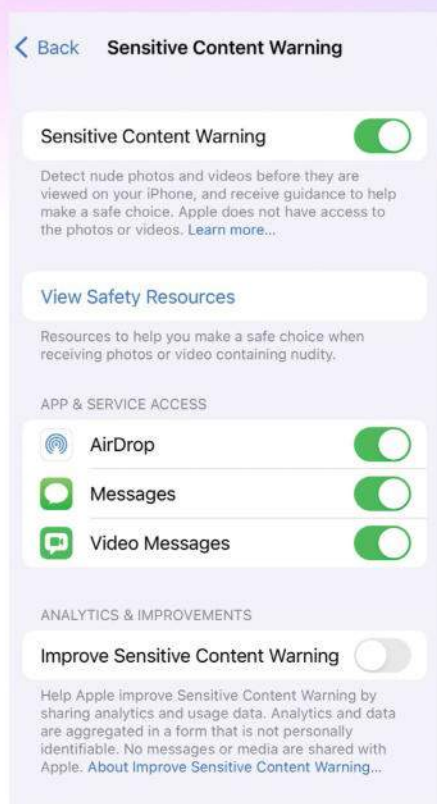 Back Sensitive Content Warning
Sensitive Content Warning
Detect nude photos and videos before they are
viewed on your iPhone, and receive guidance to help
make a safe choice. Apple does not have access to
the photos or videos. Learn more...
View Safety Resources
Resources to help you make a safe choice when
receiving photos or video containing nudity.
APP & SERVICE ACCESS
AirDrop
Messages
Video Messages
ANALYTICS & IMPROVEMENTS
Improve Sensitive Content Warning
Help Apple improve Sensitive Content Warning by
sharing analytics and usage data. Analytics and data
are aggregated in a form that is not personally
identifiable. No messages or media are shared with
Apple. About Improve Sensitive Content Warning...